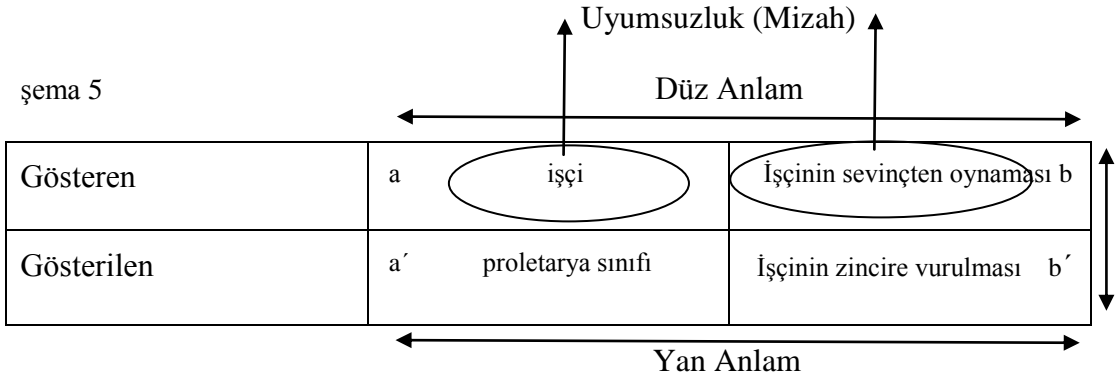 Uyumsuzluk (Mizah)
şema 5
Düz Anlam
Gösteren a işçi İşçinin sevinçten oynaması b
Gösterilen a´ proletarya sınıfı İşçinin zincire vurulması b´
Yan Anlam